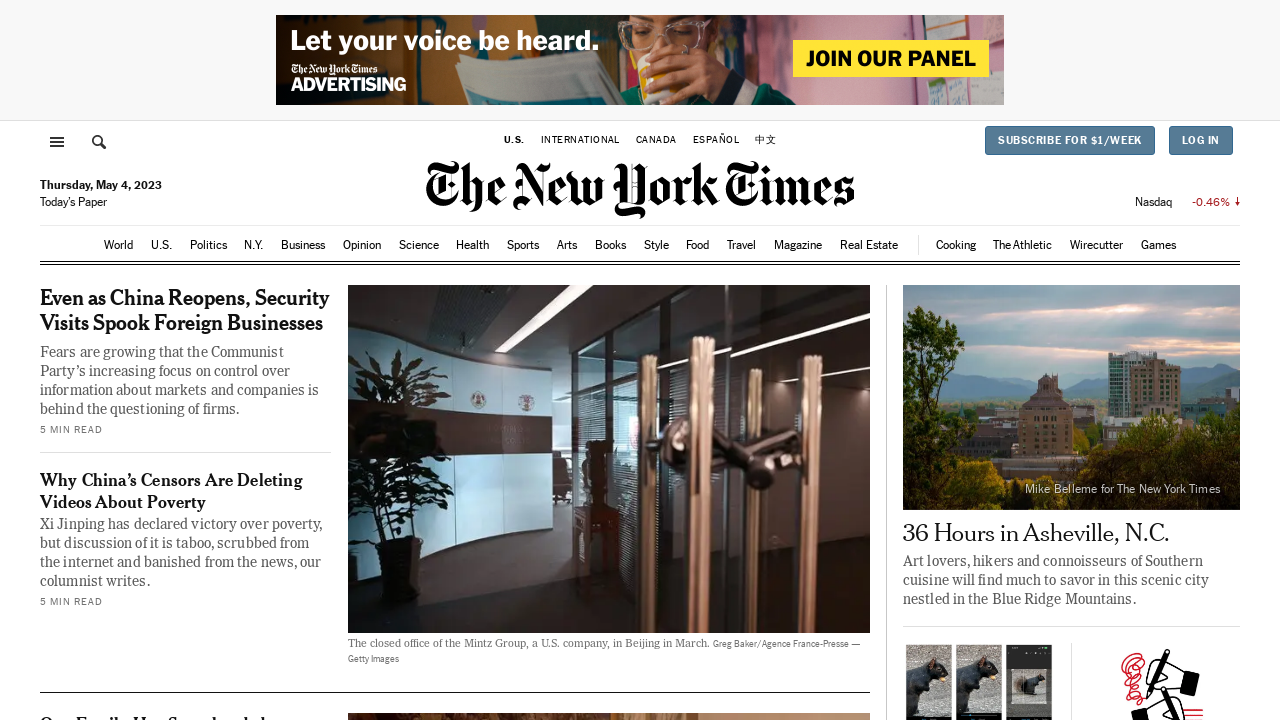 Let your voice be heard.
The New York Times
ADVERTISING
JOIN OUR PANEL
U.S. INTERNATIONAL CANADA ESPAÑOL 中文
SUBSCRIBE FOR $1/WEEK LOG IN
Thursday, May 4, 2023
Today's Paper
The New York Times
Nasdaq -0.46%
World U.S. Politics N.Y. Business Opinion Science Health Sports Arts Books Style Food Travel Magazine Real Estate Cooking The Athletic Wirecutter Games
Even as China Reopens, Security
Visits Spook Foreign Businesses
Fears are growing that the Communist
Party’s increasing focus on control over
information about markets and companies is
behind the questioning of firms.
5 MIN READ
Why China’s Censors Are Deleting
Videos About Poverty
Xi Jinping has declared victory over poverty,
but discussion of it is taboo, scrubbed from
the internet and banished from the news, our
columnist writes.
5 MIN READ
The closed office of the Mintz Group, a U.S. company, in Beijing in March. Greg Baker/Agence France-Presse —
Getty Images
Mike Belleme for The New York Times
36 Hours in Asheville, N.C.
Art lovers, hikers and connoisseurs of Southern
cuisine will find much to savor in this scenic city
nestled in the Blue Ridge Mountains.